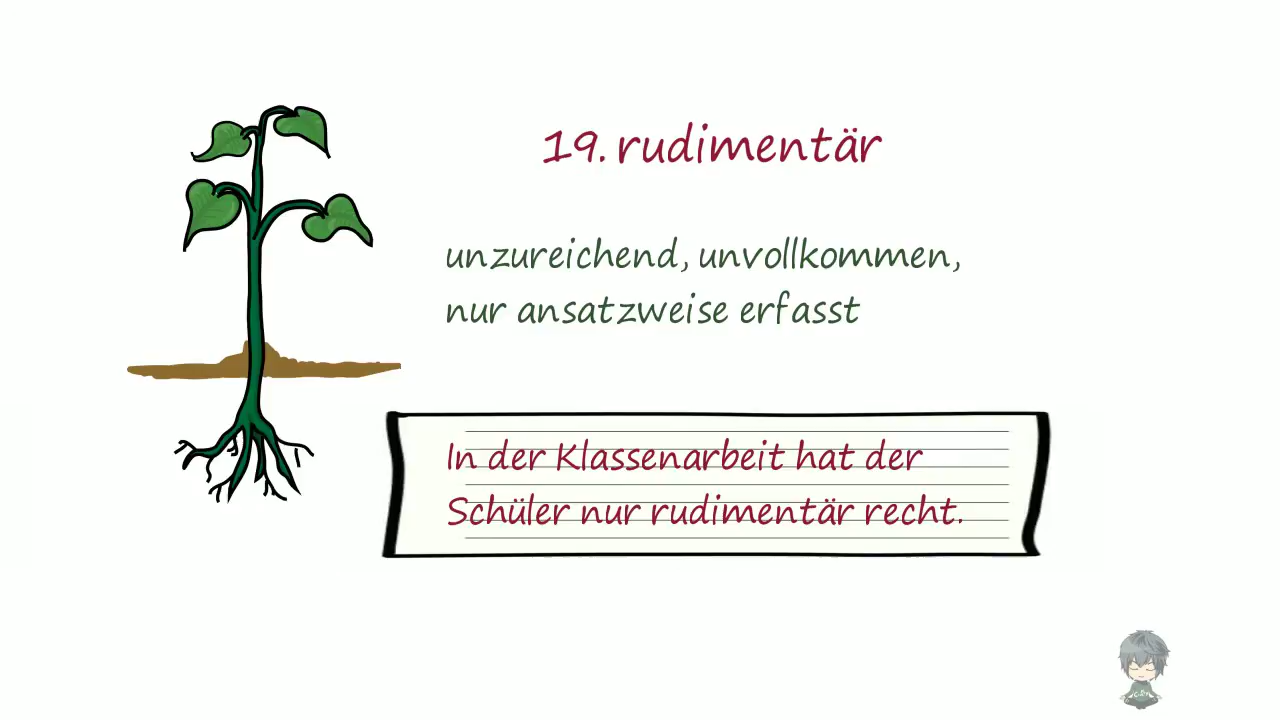 19. rudimentär
unzureichend, unvollkommen,
nur ansatzweise erfasst
In der Klassenarbeit hat der
Schüler nur rudimentär recht.